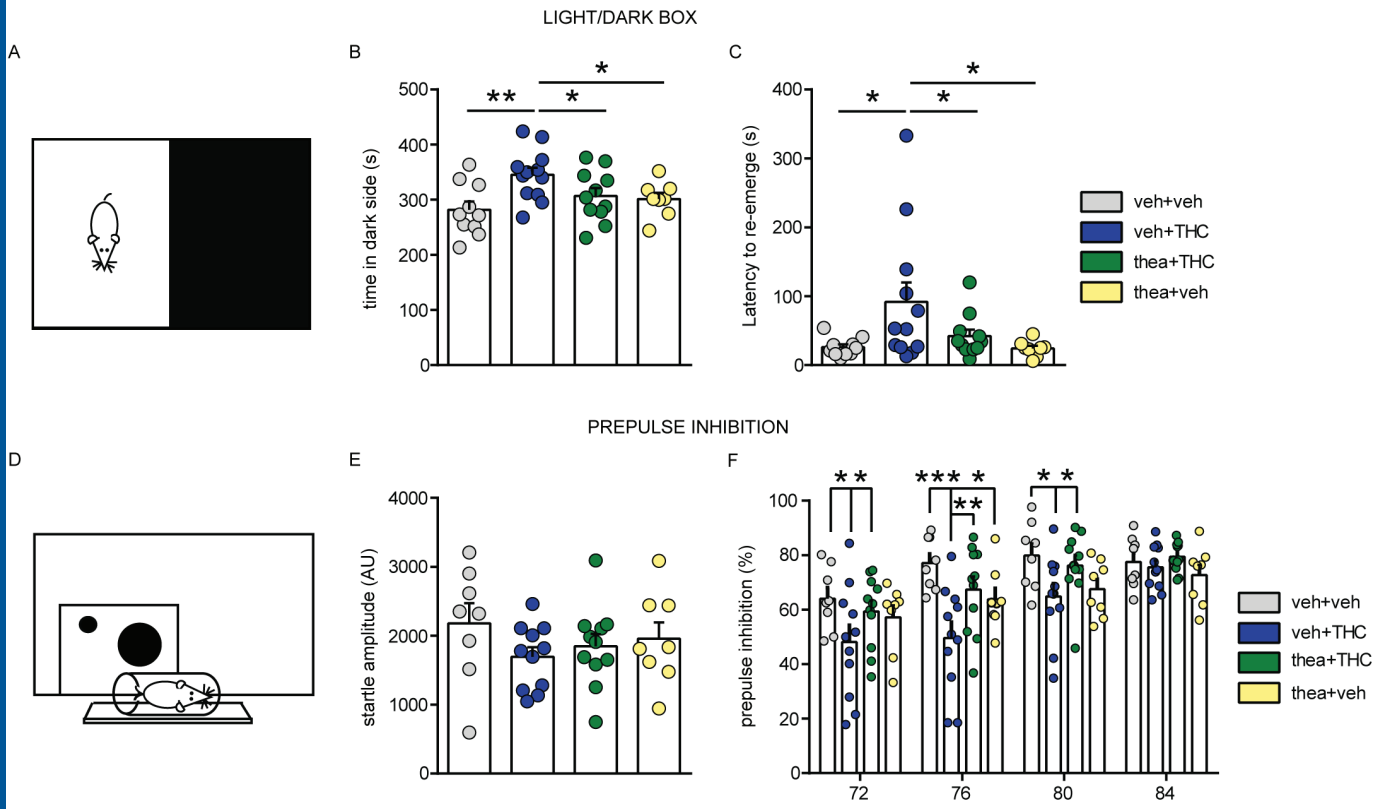 LIGHT/DARK BOX
A
B
time in dark side (s)
500
400
300
200
100
0
**
*
*
C
Latency to re-emerge (s)
400
300
200
100
0
*
*
*
veh+veh
veh+THC
thea+THC
thea+veh
PREPULSE INHIBITION
D
E
startle amplitude (AU)
4000
3000
2000
1000
0
F
prepulse inhibition (%)
100
80
60
40
20
0
* *
*** *
**
* *
72 76 80 84
veh+veh
veh+THC
thea+THC
thea+veh